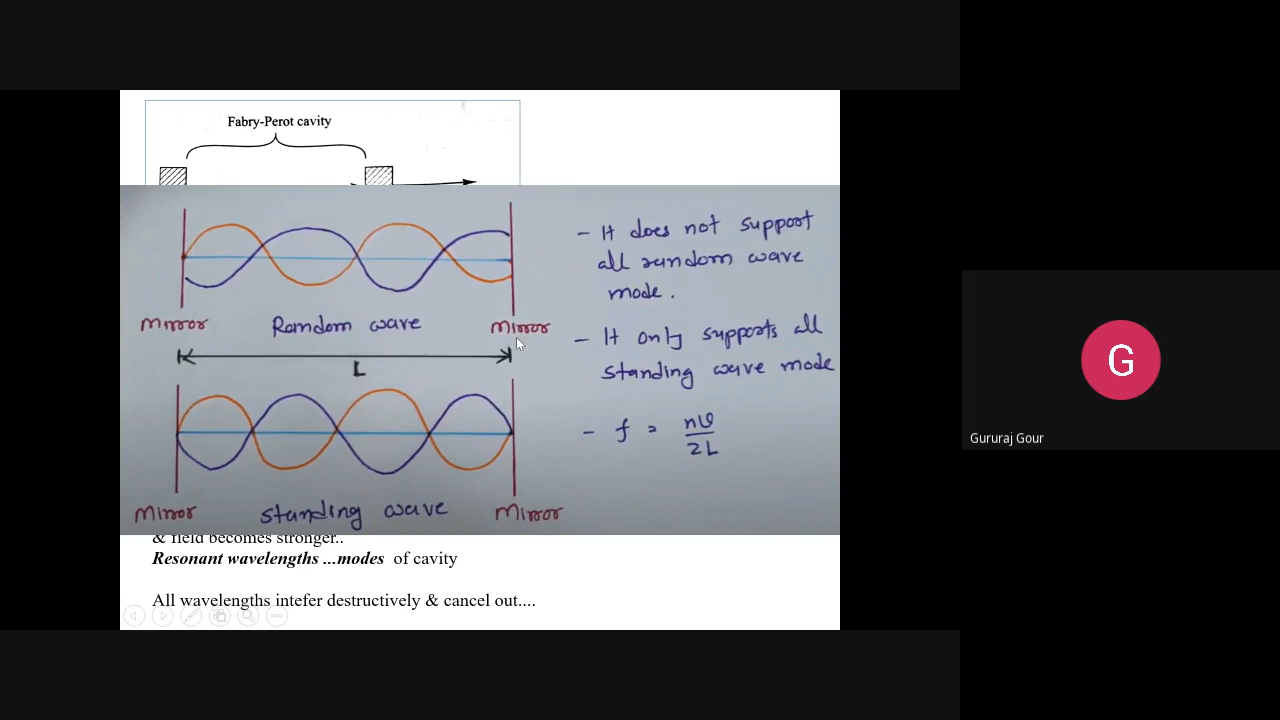 Fabry-Perot cavity
- It does not support
all random wave
mode.
Mirror Random wave Mirror
L
- It only supports all
standing wave mode
- f = nv
2L
Mirror standing wave Mirror
& field becomes stronger..
Resonant wavelengths ...modes of cavity
All wavelengths intefer destructively & cancel out....
G
Gururaj Gour